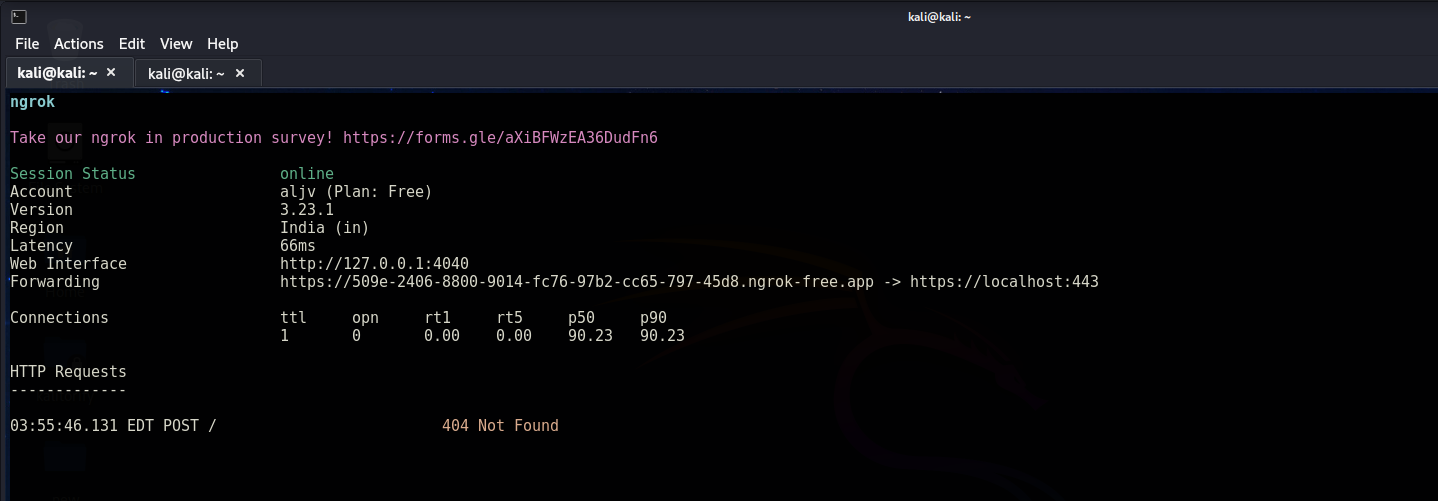 kali@kali: ~
File Actions Edit View Help
kali@kali: ~ × kali@kali: ~ ×
ngrok
Take our ngrok in production survey! https://forms.gle/aXiBFWzEA36DudFn6
Session Status online
Account aljv (Plan: Free)
Version 3.23.1
Region India (in)
Latency 66ms
Web Interface http://127.0.0.1:4040
Forwarding https://509e-2406-8800-9014-fc76-97b2-cc65-797-45d8.ngrok-free.app -> https://localhost:443
Connections ttl opn rt1 rt5 p50 p90
1 0 0.00 0.00 90.23 90.23
HTTP Requests
-------------
03:55:46.131 EDT POST / 404 Not Found